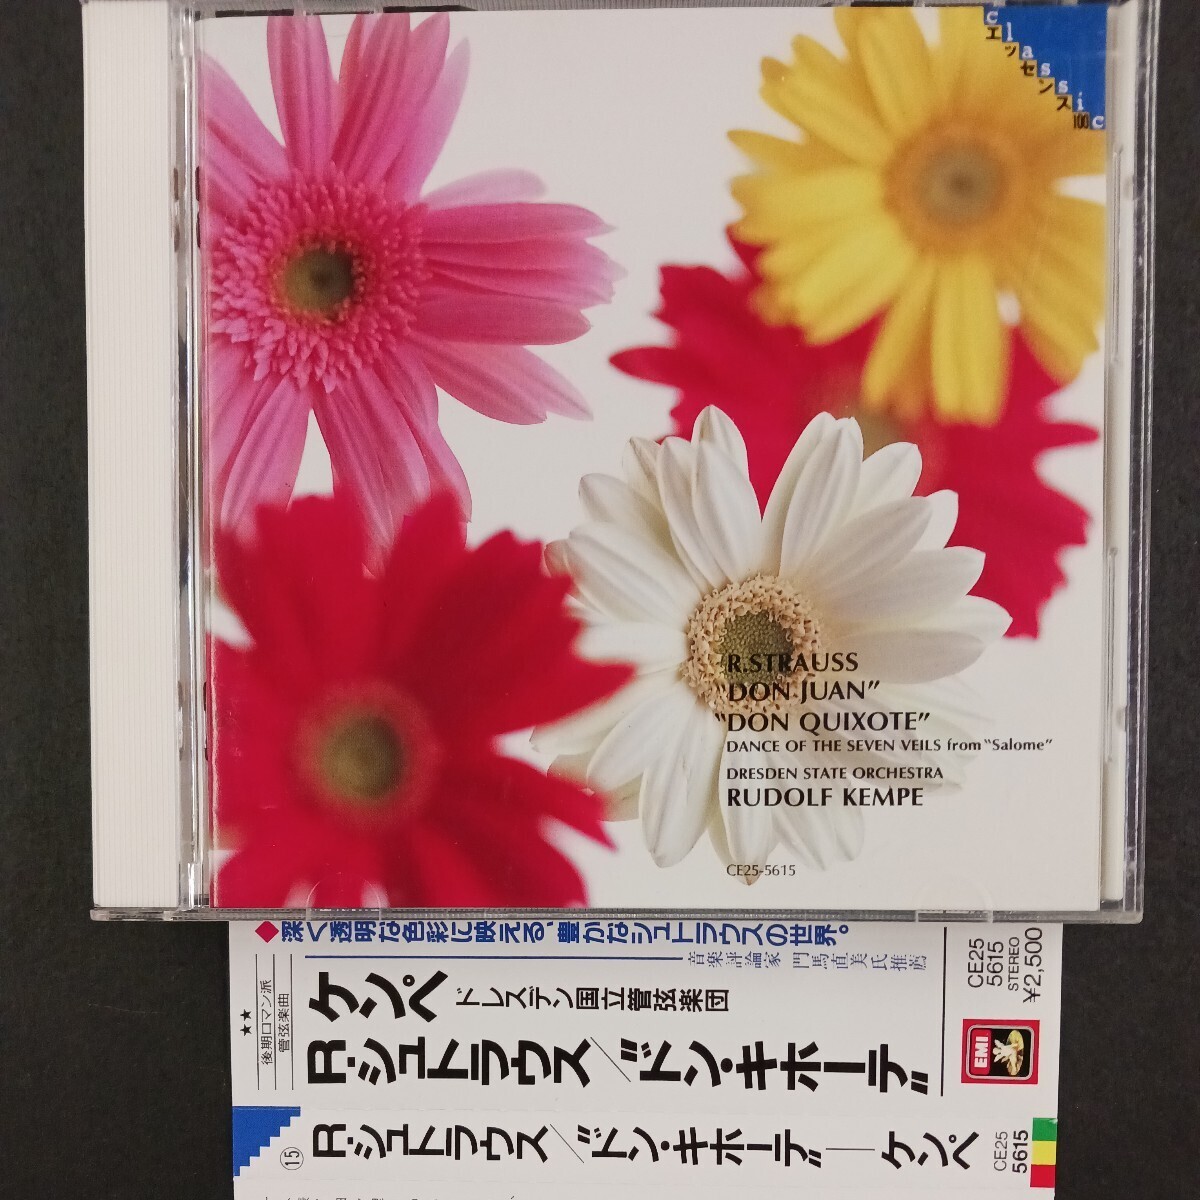 classic
エッセンス100
R.STRAUSS
"DON JUAN"
"DON QUIXOTE"
DANCE OF THE SEVEN VEILS from "Salome"
DRESDEN STATE ORCHESTRA
RUDOLF KEMPE
CE25-5615
◆深く透明な色彩に映える、豊かなシュトラウスの世界。
音楽評論家 門馬直美氏推薦
★★
後期ロマン派
管弦楽曲
ケンペ ドレスデン国立管弦楽団
R・シュトラウス/"ドン・キホーテ"
CE25
5615
STEREO
¥2,500
EMI
⑮ R・シュトラウス/"ドン・キホーテ"—ケンペ
CE25
5615